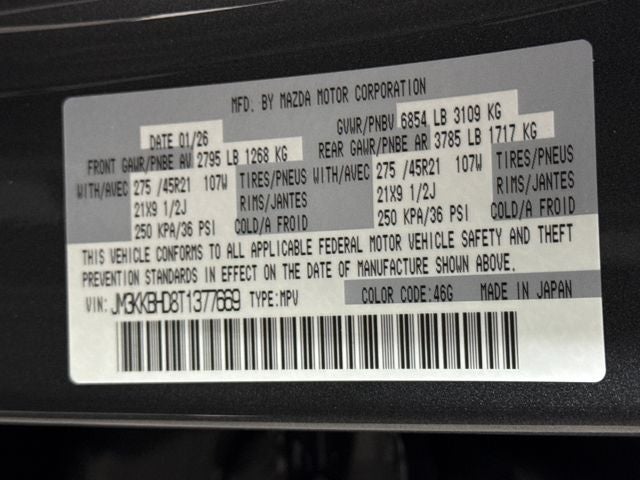 MFD. BY MAZDA MOTOR CORPORATION
DATE 01/26 GVWR/PNBV 6854 LB 3109 KG
FRONT GAWR/PNBE AV 2795 LB 1268 KG REAR GAWR/PNBE AR 3785 LB 1717 KG
WITH/AVEC 275 /45R21 107W TIRES/PNEUS WITH/AVEC 275 /45R21 107W TIRES/PNEUS
21X9 1/2J RIMS/JANTES 21X9 1/2J RIMS/JANTES
250 KPA/36 PSI COLD/A FROID 250 KPA/36 PSI COLD/A FROID
THIS VEHICLE CONFORMS TO ALL APPLICABLE FEDERAL MOTOR VEHICLE SAFETY AND THEFT
PREVENTION STANDARDS IN EFFECT ON THE DATE OF MANUFACTURE SHOWN ABOVE.
VIN: JM3KKBHD8T1377669 TYPE:MPV COLOR CODE:46G MADE IN JAPAN